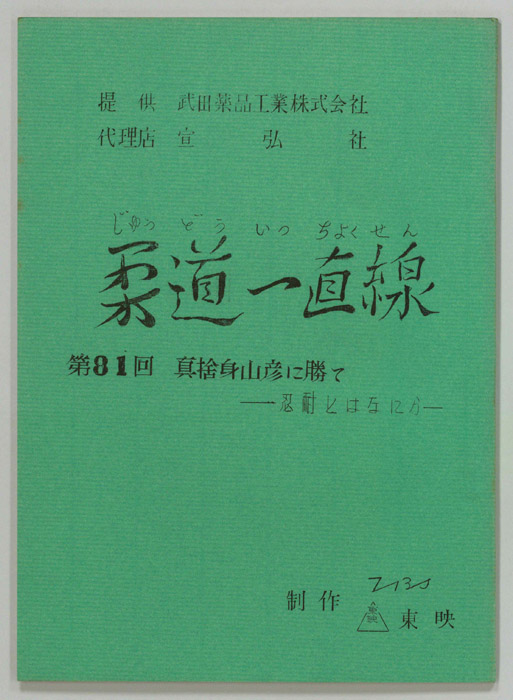 提供 武田薬品工業株式会社
代理店 宣弘社
じゅう どう いっ ちよくせん
柔道一直線
第81回 真捨身山彦に勝て
──忍耐とはなにか─
TBS
制作 東映